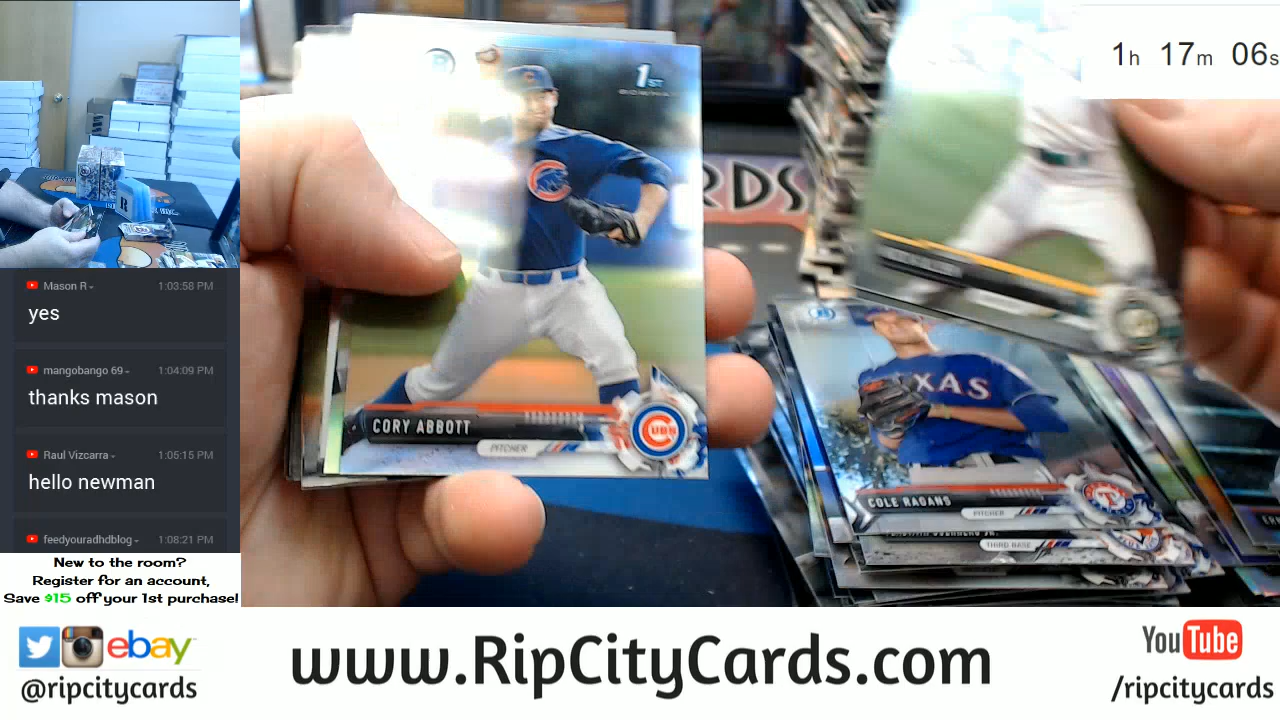 1h 17m 06s
1ST
BOWMAN
RDS
Mason R 1:03:58 PM
yes
mangobango 69 1:04:09 PM
thanks mason
Raul Vizcarra 1:05:15 PM
hello newman
feedyouradhdblog 1:08:21 PM
CORY ABBOTT
PITCHER
CUBS
TEXAS
COLE RAGANS
PITCHER
THIRD BASE
New to the room?
Register for an account,
Save $15 off your 1st purchase!
ebay
@ripcitycards
www.RipCityCards.com
YouTube
/ripcitycards